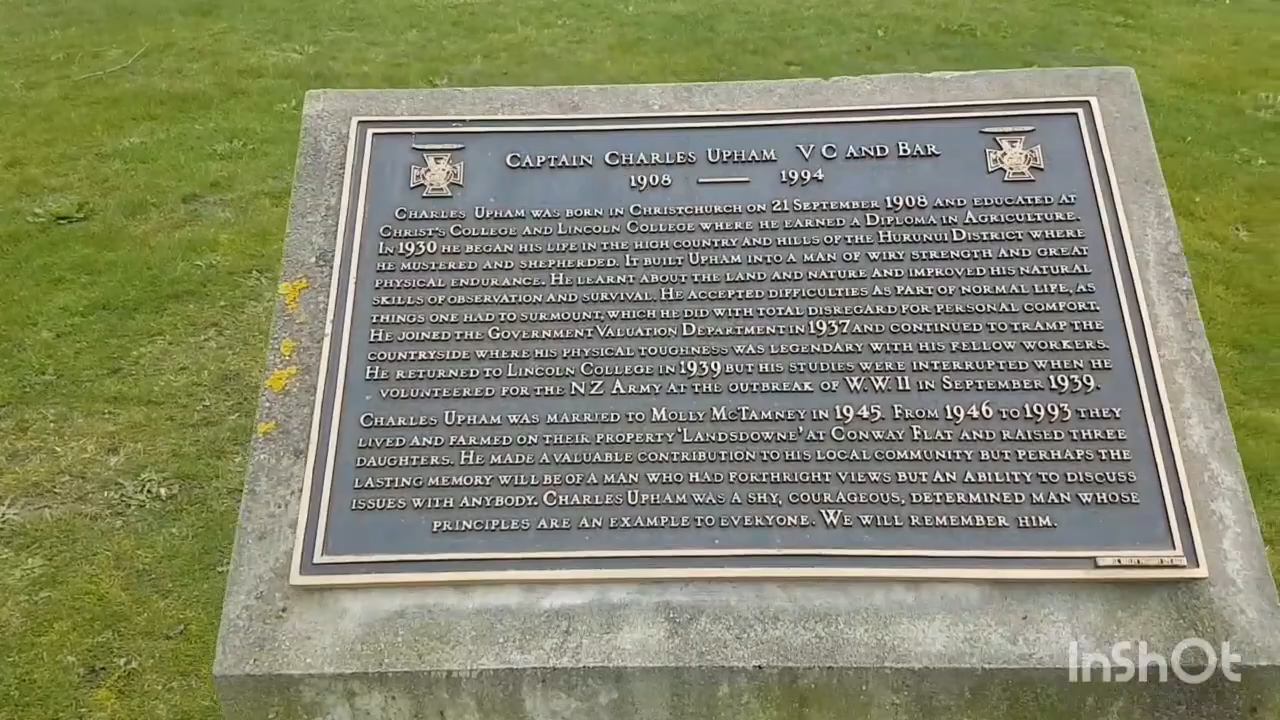 Captain Charles Upham V C and Bar
1908 — 1994
Charles Upham was born in Christchurch on 21 September 1908 and educated at
Christ's College and Lincoln College where he earned a Diploma in Agriculture.
In 1930 he began his life in the high country and hills of the Hurunui District where
he mustered and shepherded. It built Upham into a man of wiry strength and great
physical endurance. He learnt about the land and nature and improved his natural
skills of observation and survival. He accepted difficulties as part of normal life, as
things one had to surmount, which he did with total disregard for personal comfort.
He joined the Government Valuation Department in 1937 and continued to tramp the
countryside where his physical toughness was legendary with his fellow workers.
He returned to Lincoln College in 1939 but his studies were interrupted when he
volunteered for the N Z Army at the outbreak of W.W. II in September 1939.
Charles Upham was married to Molly McTamney in 1945. From 1946 to 1993 they
lived and farmed on their property 'Landsdowne' at Conway Flat and raised three
daughters. He made a valuable contribution to his local community but perhaps the
lasting memory will be of a man who had forthright views but an ability to discuss
issues with anybody. Charles Upham was a shy, courageous, determined man whose
principles are an example to everyone. We will remember him.
InShOt